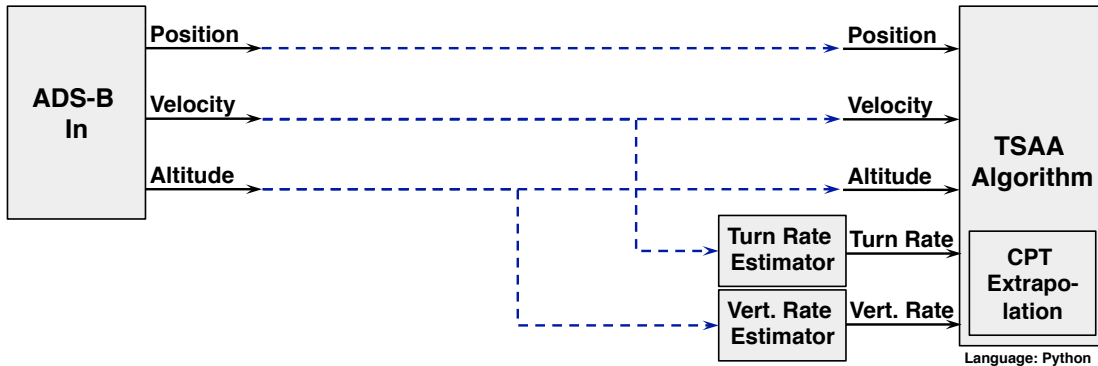 ADS-B
In
Position
Velocity
Altitude
Position
Velocity
Altitude
Turn Rate
Estimator
Turn Rate
Vert. Rate
Estimator
Vert. Rate
TSAA
Algorithm
CPT
Extrapo-
lation
Language: Python